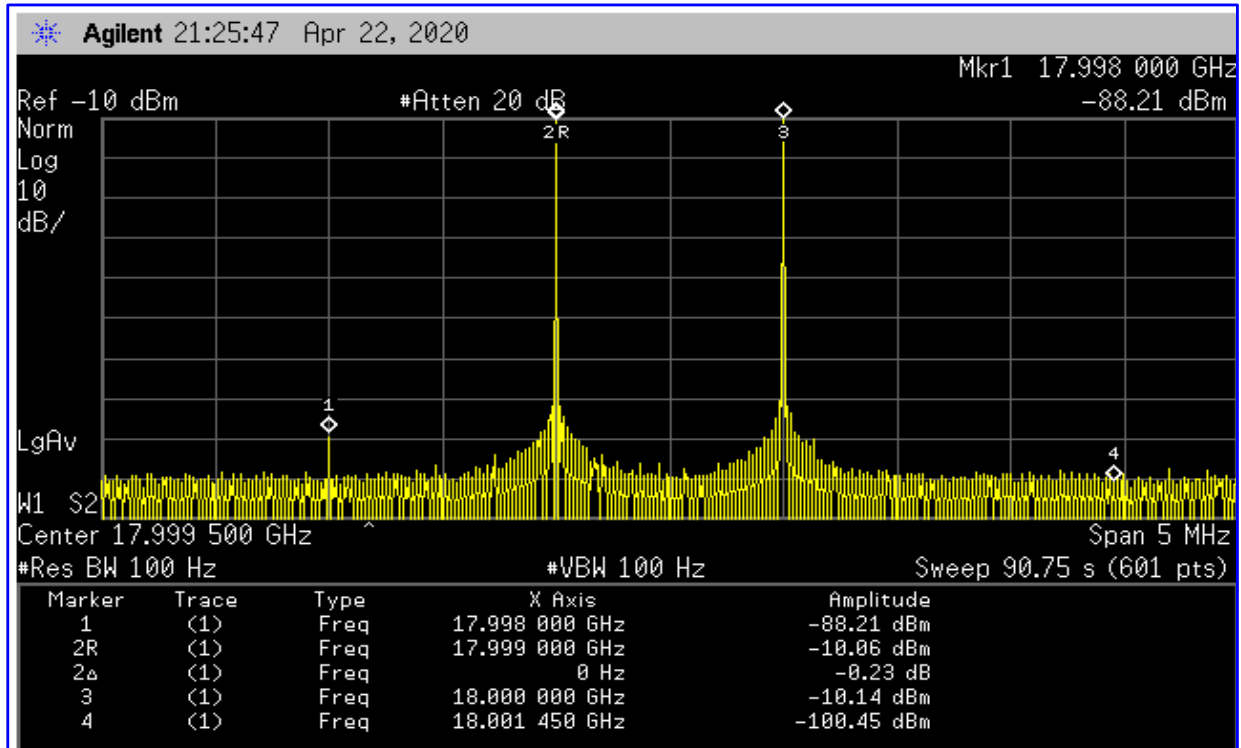 Agilent 21:25:47 Apr 22, 2020
Mkr1 17.998 000 GHz
Ref -10 dBm #Atten 20 dB -88.21 dBm
Norm
Log
10
dB/
2R 3
1
LgAv
4
W1 S2
Center 17.999 500 GHz ^ Span 5 MHz
#Res BW 100 Hz #VBW 100 Hz Sweep 90.75 s (601 pts)
Marker Trace Type X Axis Amplitude
1 (1) Freq 17.998 000 GHz -88.21 dBm
2R (1) Freq 17.999 000 GHz -10.06 dBm
2Δ (1) Freq 0 Hz -0.23 dB
3 (1) Freq 18.000 000 GHz -10.14 dBm
4 (1) Freq 18.001 450 GHz -100.45 dBm